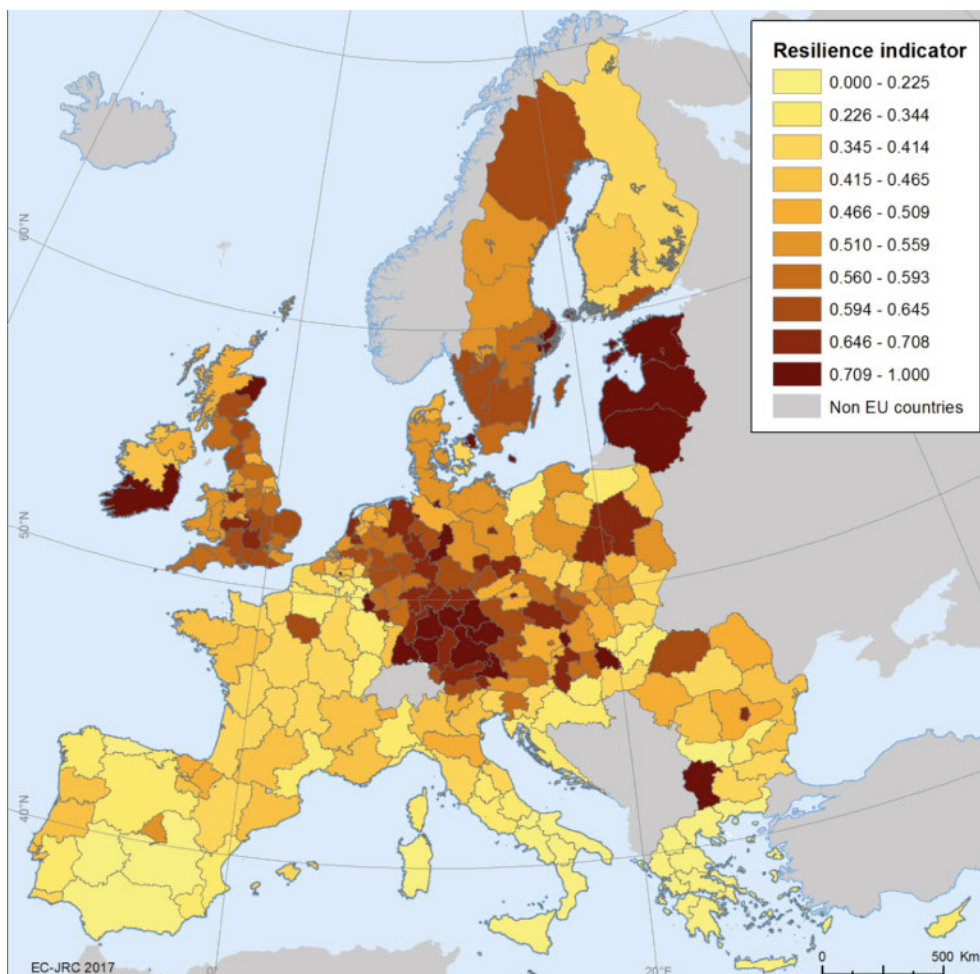 Resilience indicator
0.000 - 0.225
0.226 - 0.344
0.345 - 0.414
0.415 - 0.465
0.466 - 0.509
0.510 - 0.559
0.560 - 0.593
0.594 - 0.645
0.646 - 0.708
0.709 - 1.000
Non EU countries
60°N
50°N
40°N
EC-JRC 2017
0°
20°E
0 500 Km